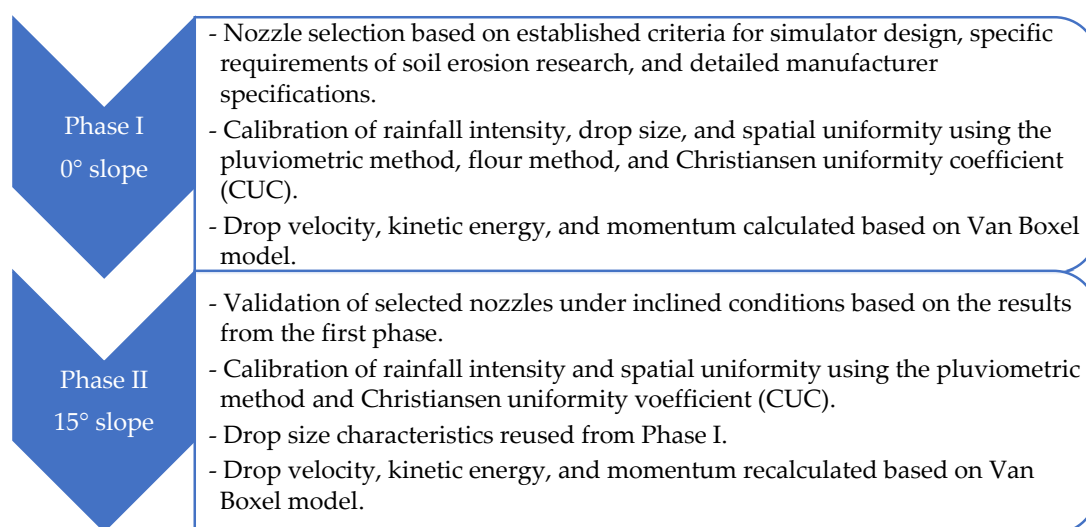 Phase I
0° slope
- Nozzle selection based on established criteria for simulator design, specific
requirements of soil erosion research, and detailed manufacturer
specifications.
- Calibration of rainfall intensity, drop size, and spatial uniformity using the
pluviometric method, flour method, and Christiansen uniformity coefficient
(CUC).
- Drop velocity, kinetic energy, and momentum calculated based on Van Boxel
model.
Phase II
15° slope
- Validation of selected nozzles under inclined conditions based on the results
from the first phase.
- Calibration of rainfall intensity and spatial uniformity using the pluviometric
method and Christiansen uniformity voefficient (CUC).
- Drop size characteristics reused from Phase I.
- Drop velocity, kinetic energy, and momentum recalculated based on Van
Boxel model.